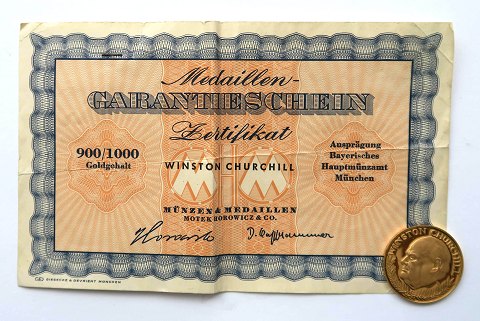 Medaillen-
GARANTIESCHEIN
Zertifikat
900/1000
Goldgehalt
WINSTON CHURCHILL
Ausprägung
Bayerisches
Hauptmünzamt
München
MÜNZEN & MEDAILLEN
MOTEK HOROWICZ & CO.
GIESECKE & DEVRIENT MÜNCHEN
WINSTON CHURCHILL